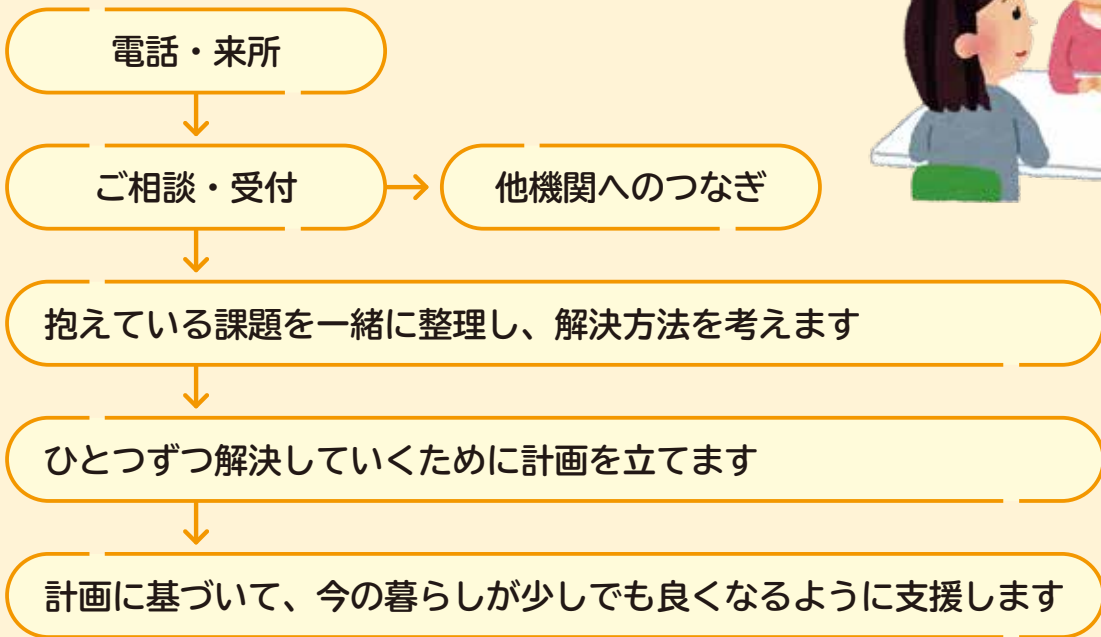 電話・来所
ご相談・受付
他機関へのつなぎ
抱えている課題を一緒に整理し、解決方法を考えます
ひとつずつ解決していくために計画を立てます
計画に基づいて、今の暮らしが少しでも良くなるように支援します